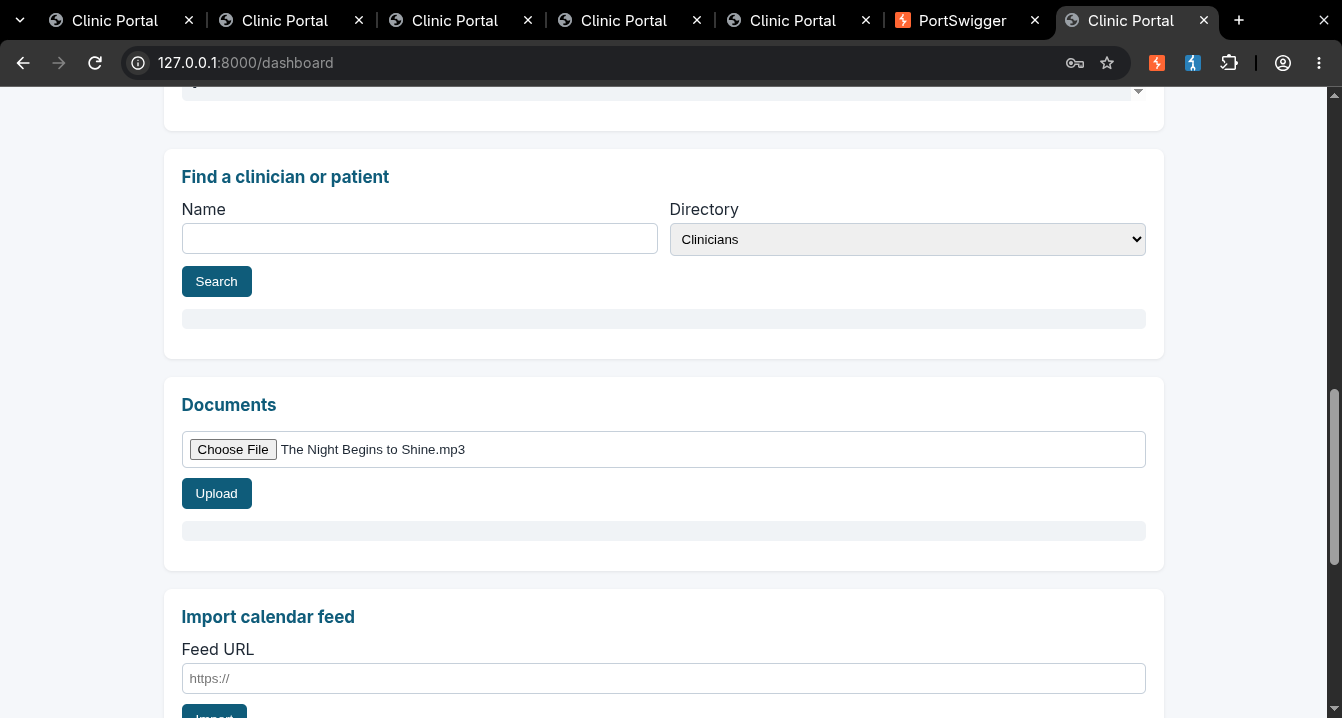 Clinic Portal Clinic Portal Clinic Portal Clinic Portal Clinic Portal PortSwigger Clinic Portal
127.0.0.1:8000/dashboard
Find a clinician or patient
Name Directory
Clinicians
Search
Documents
Choose File The Night Begins to Shine.mp3
Upload
Import calendar feed
Feed URL
https://
Import